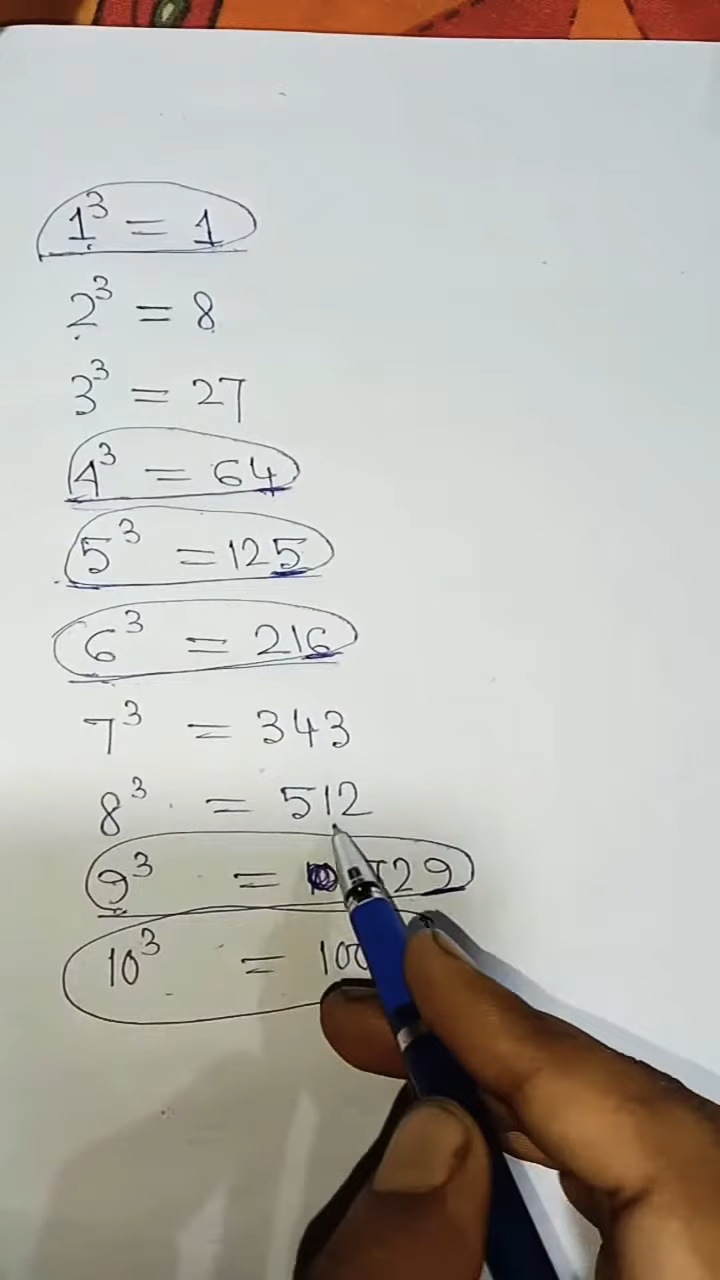 1³ = 1
2³ = 8
3³ = 27
4³ = 64
5³ = 125
6³ = 216
7³ = 343
8³ = 512
9³ = 729
10³ = 100